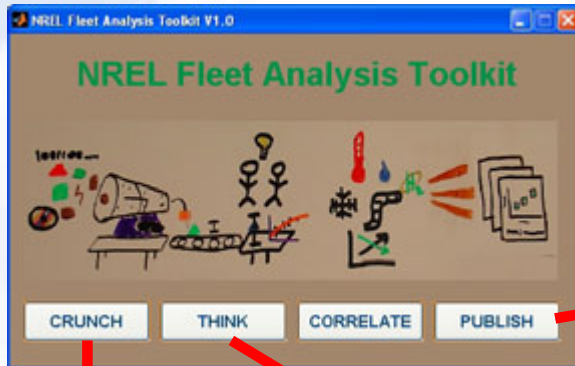 NREL Fleet Analysis Toolkit V1.0
NREL Fleet Analysis Toolkit
CRUNCH
THINK
CORRELATE
PUBLISH